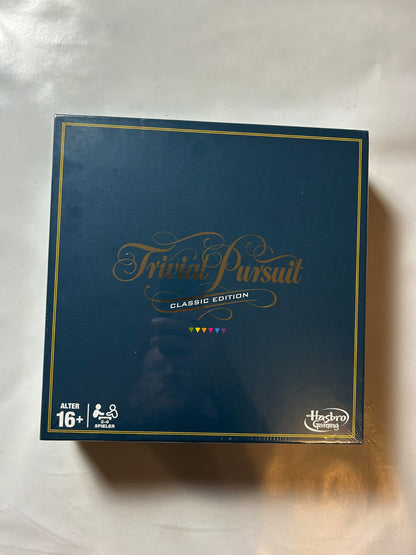 Trivial Pursuit
CLASSIC EDITION
ALTER
16+
2-6
SPIELER
Hasbro
Gaming